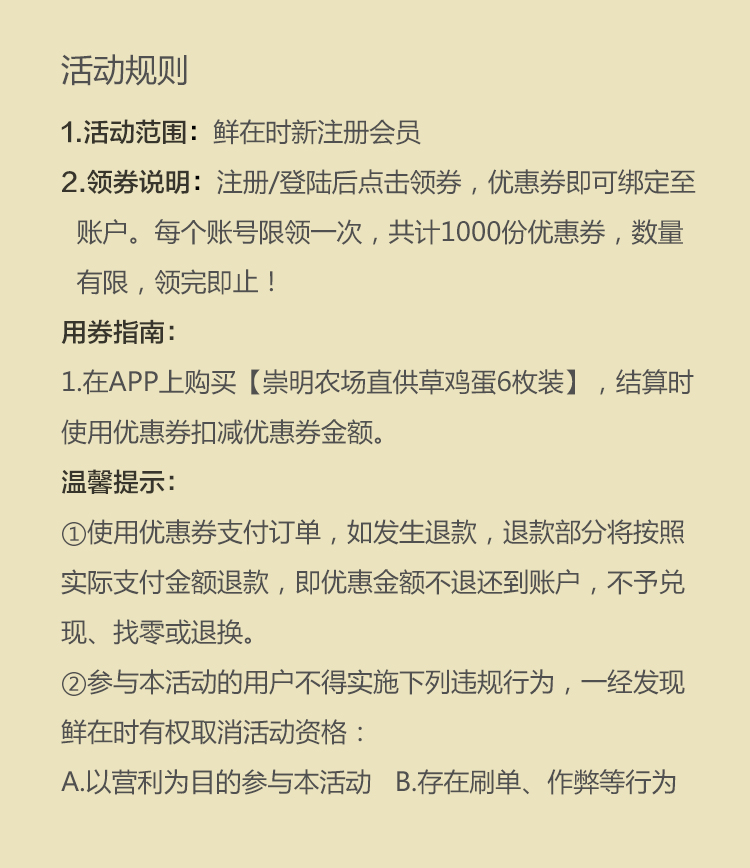 活动规则
1.活动范围：鲜在时新注册会员
2.领券说明：注册/登陆后点击领券，优惠券即可绑定至
账户。每个账号限领一次，共计1000份优惠券，数量
有限，领完即止！
用券指南：
1.在APP上购买【崇明农场直供草鸡蛋6枚装】，结算时
使用优惠券扣减优惠券金额。
温馨提示：
①使用优惠券支付订单，如发生退款，退款部分将按照
实际支付金额退款，即优惠金额不退还到账户，不予兑
现、找零或退换。
②参与本活动的用户不得实施下列违规行为，一经发现
鲜在时有权取消活动资格：
A.以营利为目的参与本活动 B.存在刷单、作弊等行为